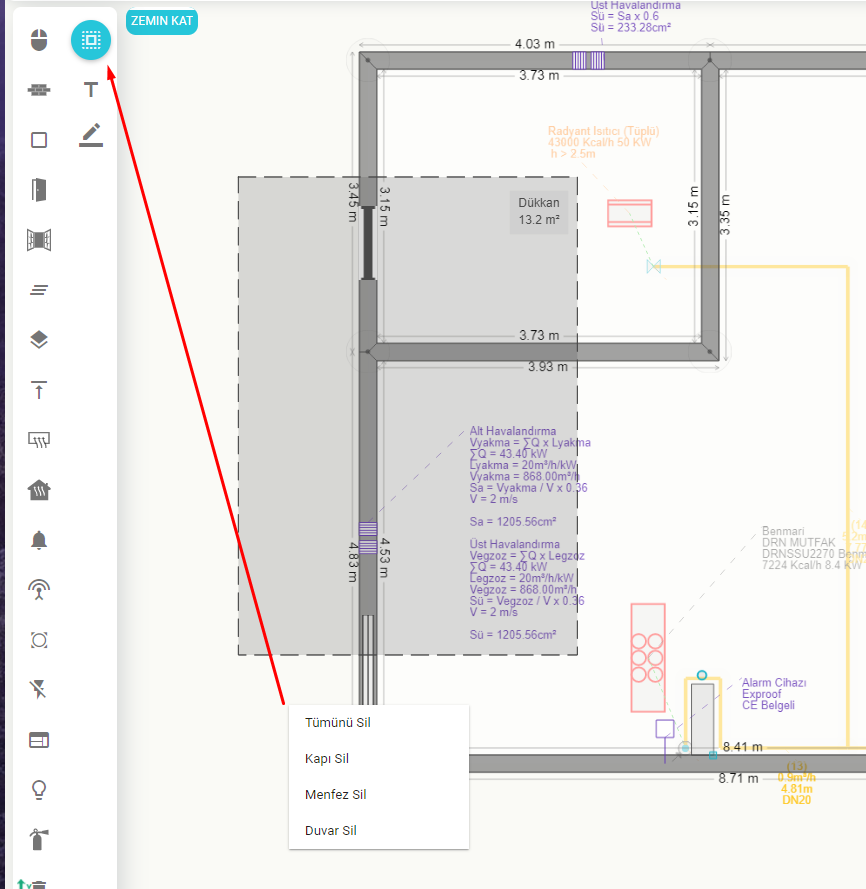 ZEMIN KAT
T
Üst Havalandırma
Sü = Sa x 0.6
Sü = 233.28cm²
4.03 m
3.73 m
Radyant Isıtıcı (Tüplü)
43000 Kcal/h 50 KW
h > 2.5m
3.45 m
3.15 m
Dükkan
13.2 m²
3.15 m
3.35 m
3.73 m
3.93 m
Alt Havalandırma
Vyakma = ∑Q x Lyakma
∑Q = 43.40 kW
Lyakma = 20m³/h/kW
Vyakma = 868.00m³/h
Sa = Vyakma / V x 0.36
V = 2 m/s
Sa = 1205.56cm²
Üst Havalandırma
Vegzoz = ∑Q x Legzoz
∑Q = 43.40 kW
Legzoz = 20m³/h/kW
Vegzoz = 868.00m³/h
Sü = Vegzoz / V x 0.36
V = 2 m/s
Sü = 1205.56cm²
4.83 m
4.53 m
Benmari
DRN MUTFAK
DRNSSU2270 Benm
7224 Kcal/h 8.4 KW
Alarm Cihazı
Exproof
CE Belgeli
8.41 m
8.71 m
(13)
0.9m³/h
4.81m
DN20
Tümünü Sil
Kapı Sil
Menfez Sil
Duvar Sil